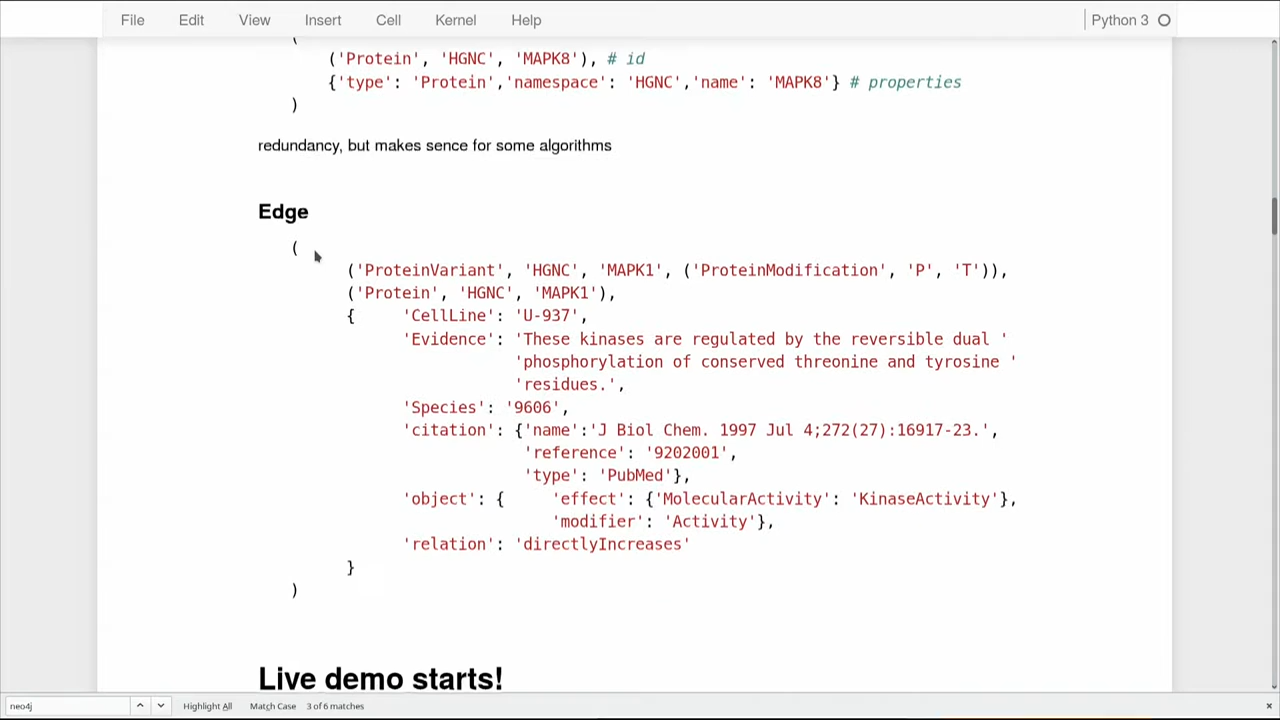 File Edit View Insert Cell Kernel Help Python 3
(
('Protein', 'HGNC', 'MAPK8'), # id
{'type': 'Protein','namespace': 'HGNC','name': 'MAPK8'} # properties
)
redundancy, but makes sence for some algorithms
Edge
(
('ProteinVariant', 'HGNC', 'MAPK1', ('ProteinModification', 'P', 'T')),
('Protein', 'HGNC', 'MAPK1'),
{ 'CellLine': 'U-937',
'Evidence': 'These kinases are regulated by the reversible dual '
'phosphorylation of conserved threonine and tyrosine '
'residues.',
'Species': '9606',
'citation': {'name':'J Biol Chem. 1997 Jul 4;272(27):16917-23.',
'reference': '9202001',
'type': 'PubMed'},
'object': { 'effect': {'MolecularActivity': 'KinaseActivity'},
'modifier': 'Activity'},
'relation': 'directlyIncreases'
}
)
Live demo starts!
neo4j Highlight All Match Case 3 of 6 matches